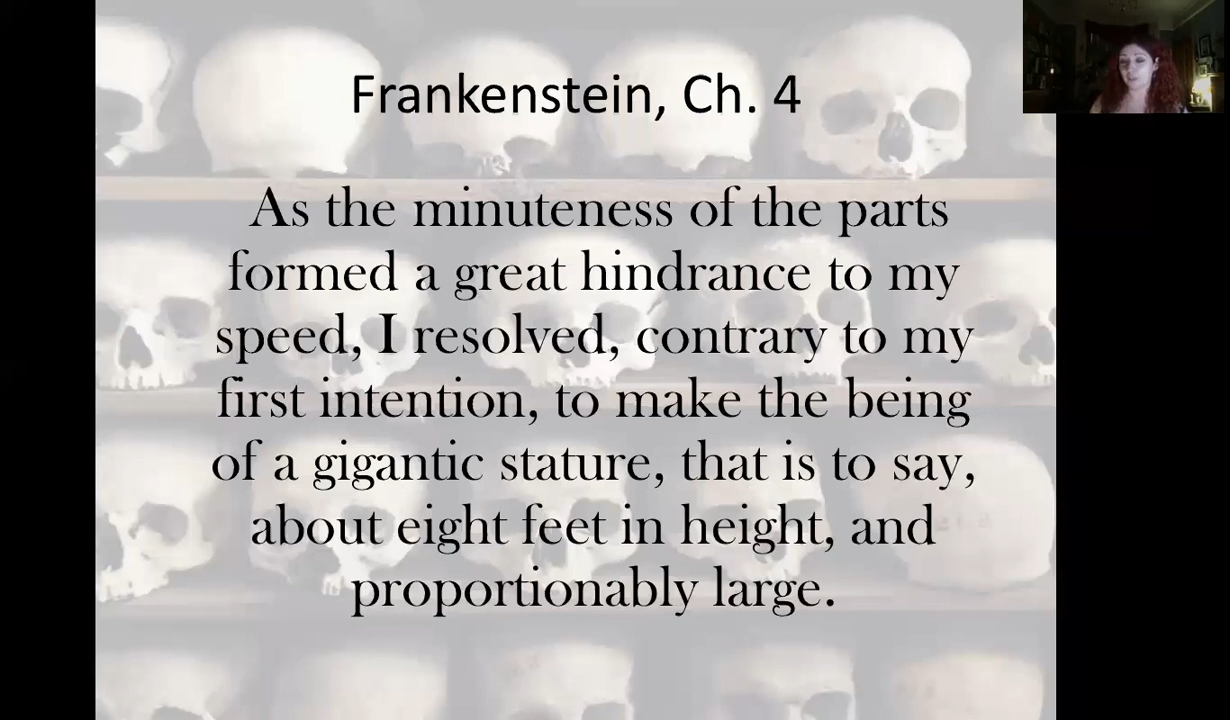 Frankenstein, Ch. 4
As the minuteness of the parts
formed a great hindrance to my
speed, I resolved, contrary to my
first intention, to make the being
of a gigantic stature, that is to say,
about eight feet in height, and
proportionably large.